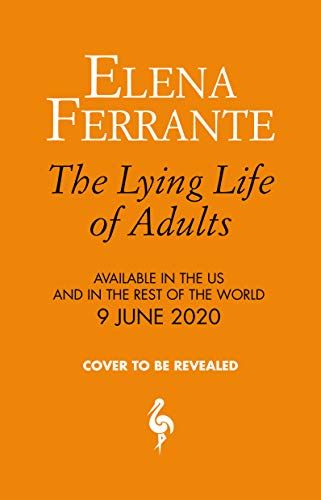 ELENA
FERRANTE
The Lying Life
of Adults
AVAILABLE IN THE US
AND IN THE REST OF THE WORLD
9 JUNE 2020
COVER TO BE REVEALED